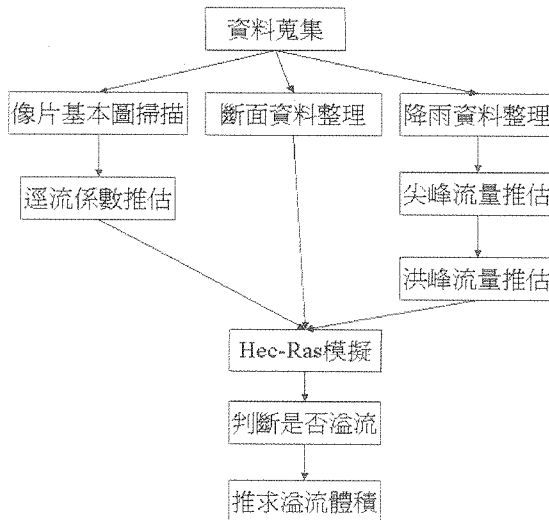 資料蒐集
像片基本圖掃描
斷面資料整理
降雨資料整理
逕流係數推估
尖峰流量推估
洪峰流量推估
Hec-Ras模擬
判斷是否溢流
推求溢流體積